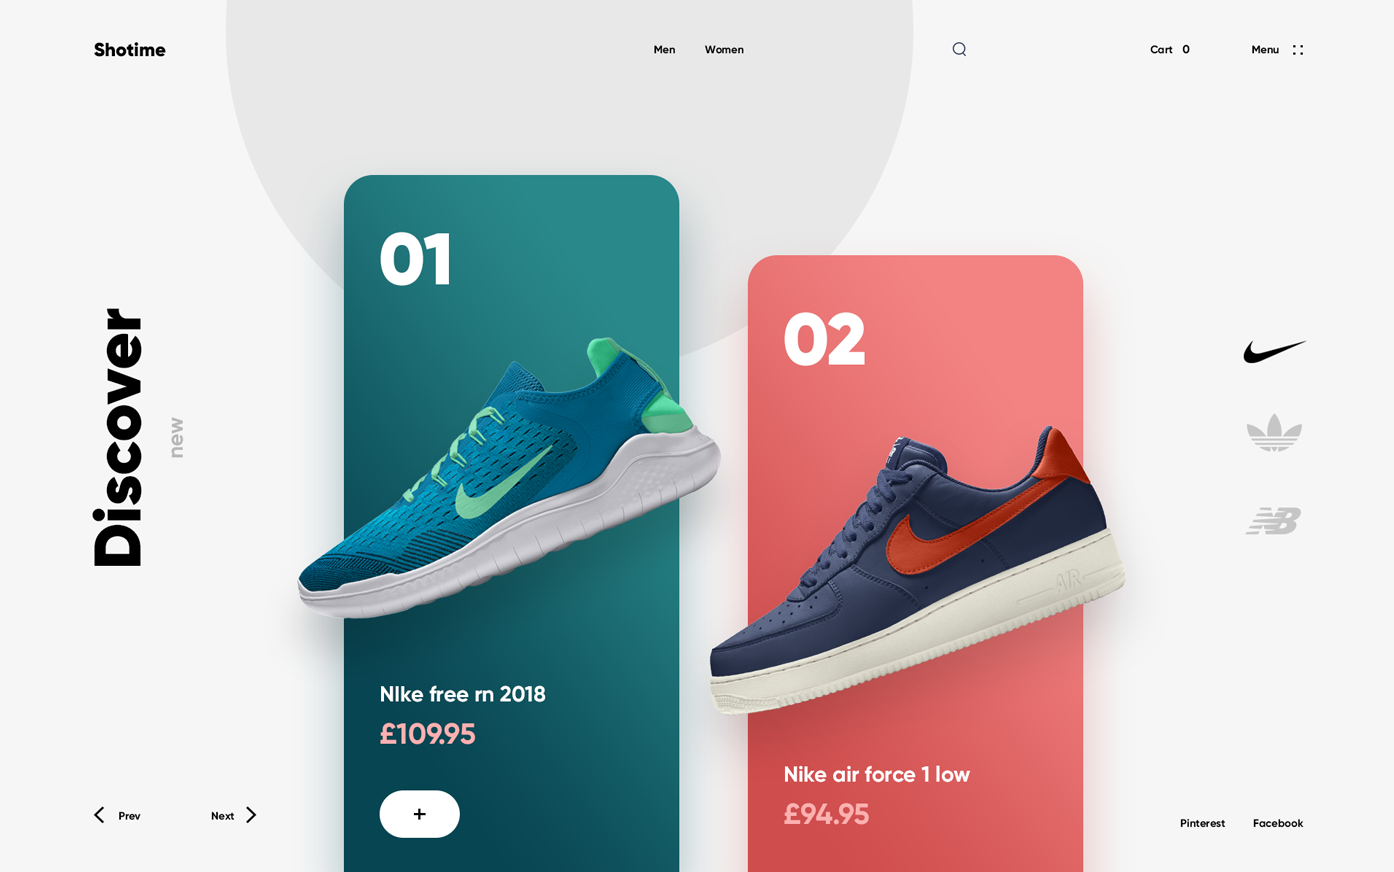 Shotime
Men
Women
Cart 0
Menu
01
02
Discover
new
AIR
NIke free rn 2018
£109.95
+
Nike air force 1 low
£94.95
Prev
Next
Pinterest
Facebook